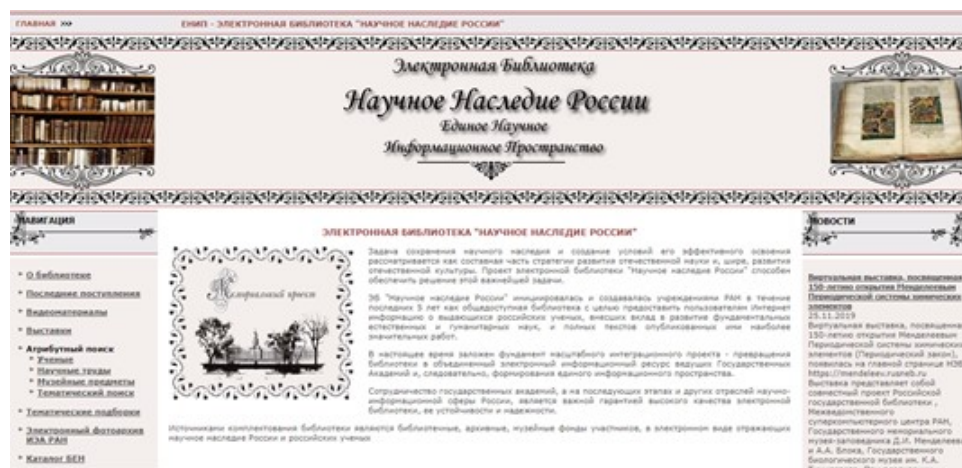 ГЛАВНАЯ
ЕНИП - ЭЛЕКТРОННАЯ БИБЛИОТЕКА "НАУЧНОЕ НАСЛЕДИЕ РОССИИ"
Электронная Библиотека
Научное Наследие России
Единое Научное
Информационное Пространство
НАВИГАЦИЯ
О библиотеке
Последние поступления
Видеоматериалы
Выставки
Атрибутный поиск
Ученые
Научные труды
Музейные предметы
Тематический поиск
Тематические подборки
Электронный фотоархив
ИЭА РАН
Каталог БЕН
ЭЛЕКТРОННАЯ БИБЛИОТЕКА "НАУЧНОЕ НАСЛЕДИЕ РОССИИ"
Мемориальный проект
Задача сохранения научного наследия и создание условий его эффективного освоения
рассматривается как составная часть стратегии развития отечественной науки и, шире, развития
отечественной культуры. Проект электронной библиотеки "Научное наследие России" способен
обеспечить решение этой важнейшей задачи.
ЭБ "Научное наследие России" инициировалась и создавалась учреждениями РАН в течение
последних 5 лет как общедоступная библиотека с целью предоставить пользователям Интернет
информацию о выдающихся российских ученых, внесших вклад в развитие фундаментальных
естественных и гуманитарных наук, и полных текстов опубликованных ими наиболее
значительных работ.
В настоящее время заложен фундамент масштабного интеграционного проекта - превращения
библиотеки в объединенный электронный информационный ресурс ведущих Государственных
Академий и, следовательно, формирования единого информационного пространства.
Сотрудничество государственных академий, а на последующих этапах и других отраслей научно-
информационной сферы России, является важной гарантией высокого качества электронной
библиотеки, ее устойчивости и надежности.
Источниками комплектования библиотеки являются библиотечные, архивные, музейные фонды участников, в электронном виде отражающих
научное наследие России и российских ученых
НОВОСТИ
Виртуальная выставка, посвященная
150-летию открытия Менделеевым
Периодической системы химических
элементов
25.11.2019
Виртуальная выставка, посвященна
150-летию открытия Менделеевым
Периодической системы химических
элементов (Периодический закон),
появилась на главной странице НЭБ
https://mendeleev.rusneb.ru
Выставка представляет собой
совместный проект Российской
государственной библиотеки ,
Межведомственного
суперкомпьютерного центра РАН,
Государственного мемориального
музея-заповедника Д.И. Менделеева
и А.А. Блока, Государственного
биологического музея им. К.А.